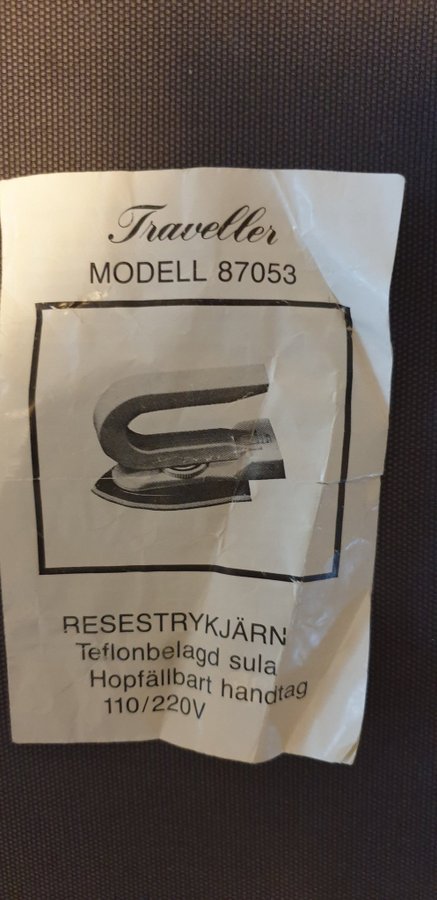 Traveller
MODELL 87053
RESESTRYKJÄRN
Teflonbelagd sula
Hopfällbart handtag
110/220V